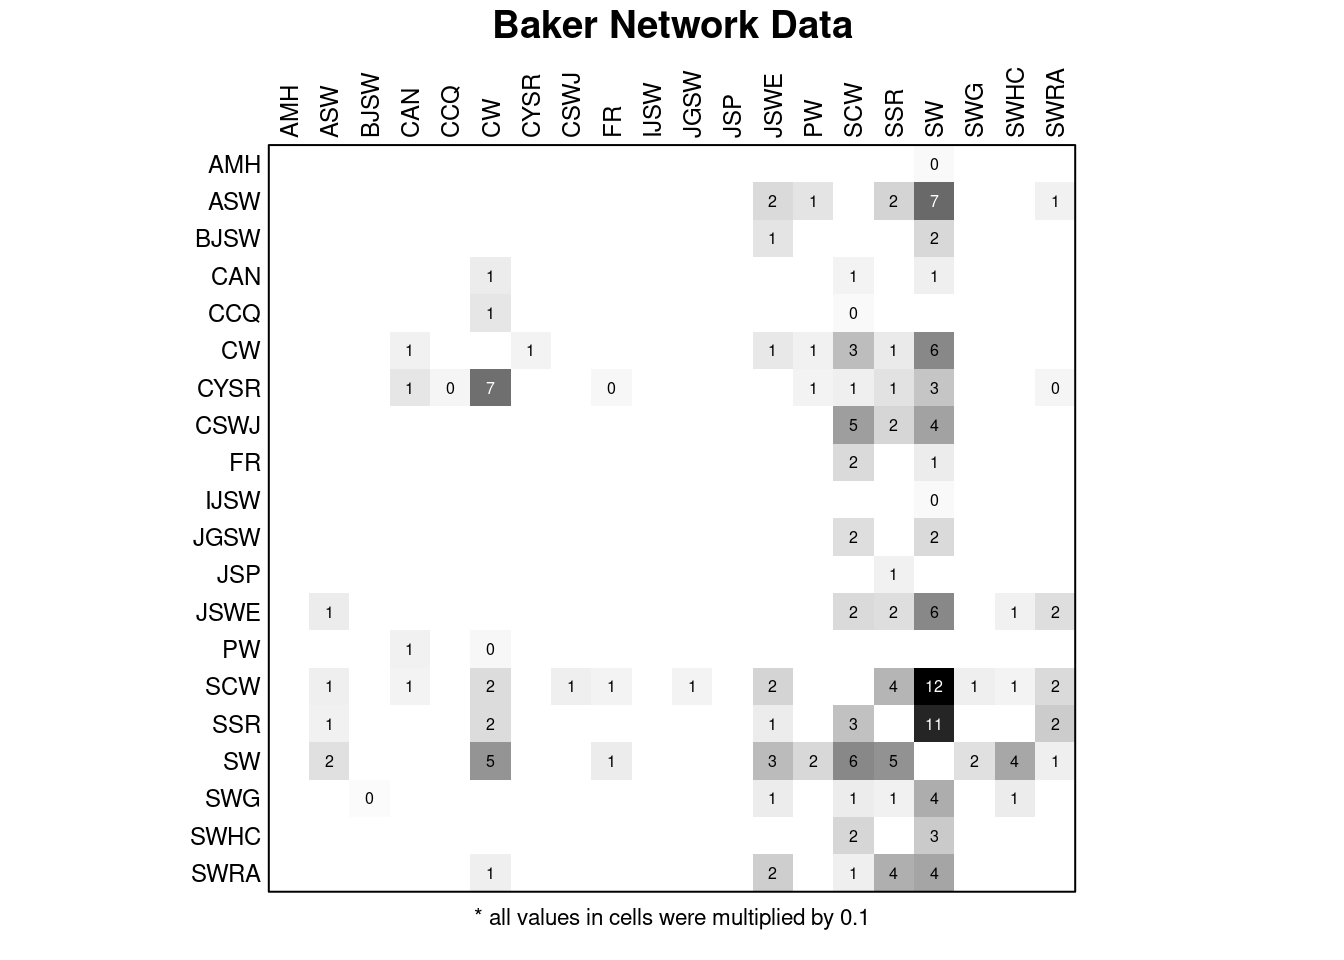 Baker Network Data
AMH ASW BJSW CAN CCQ CW CYSR CSWJ FR IJSW JGSW JSP JSWE PW SCW SSR SW SWG SWHC SWRA
AMH 0
ASW 2 1 2 7 1
BJSW 1 2
CAN 1 1 1
CCQ 1 0
CW 1 1 1 1 3 1 6
CYSR 1 0 7 0 1 1 1 3 0
CSWJ 5 2 4
FR 2 1
IJSW 0
JGSW 2 2
JSP 1
JSWE 1 2 2 6 1 2
PW 1 0
SCW 1 1 2 1 1 1 2 4 12 1 1 2
SSR 1 2 1 3 11 2
SW 2 5 1 3 2 6 5 2 4 1
SWG 0 1 1 1 4 1
SWHC 2 3
SWRA 1 2 1 4 4
* all values in cells were multiplied by 0.1